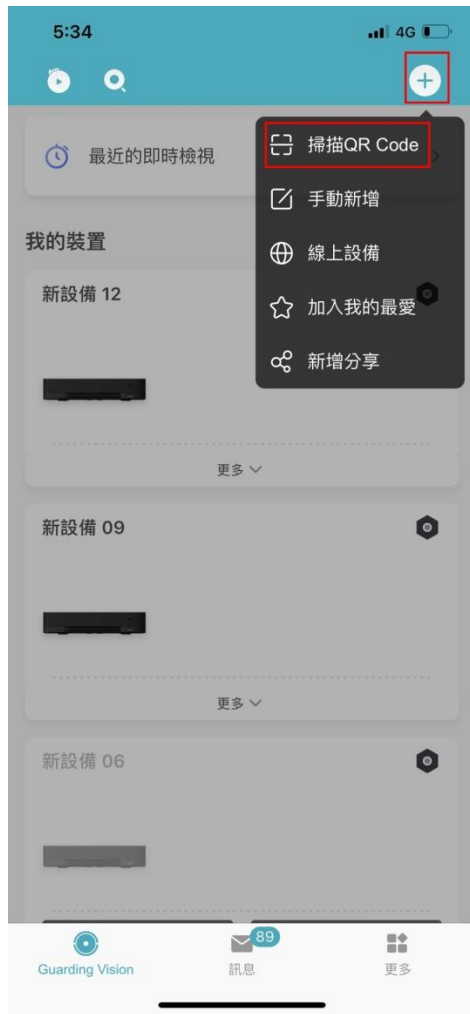 5:34
4G
最近的即時檢視
掃描QR Code
手動新增
線上設備
加入我的最愛
新增分享
我的裝置
新設備 12
更多
新設備 09
更多
新設備 06
89
Guarding Vision
訊息
更多